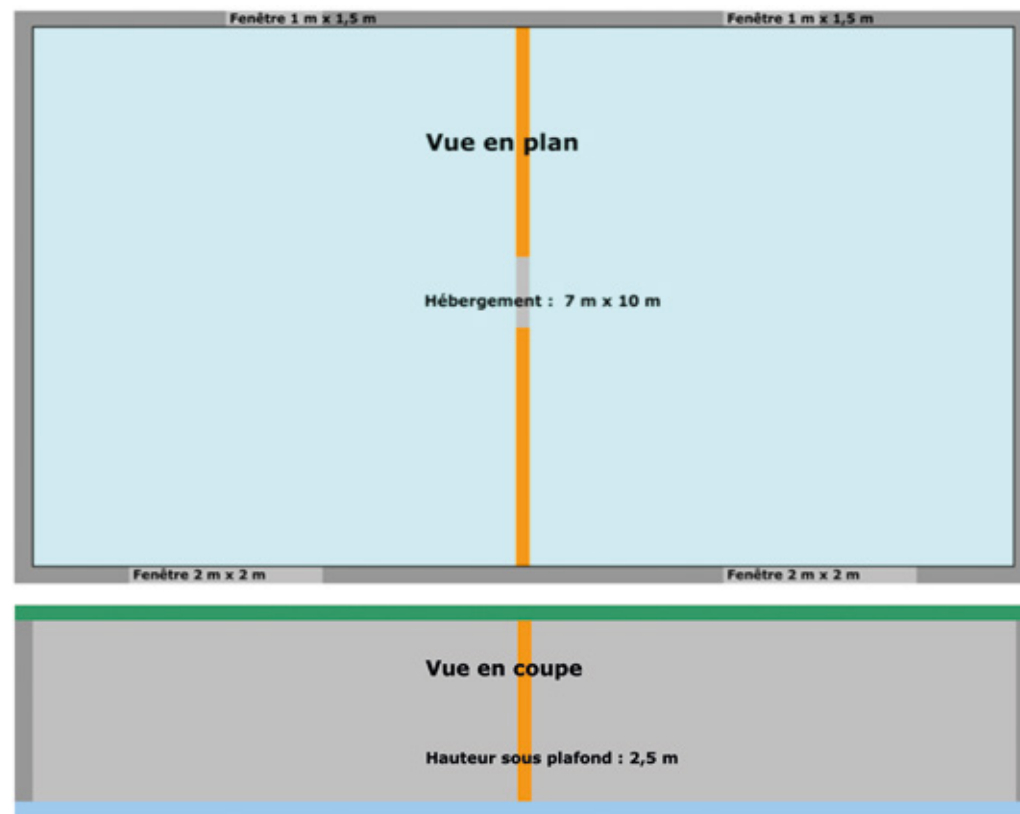 Fenêtre 1 m x 1,5 m
Fenêtre 1 m x 1,5 m
Vue en plan
Hébergement : 7 m x 10 m
Fenêtre 2 m x 2 m
Fenêtre 2 m x 2 m
Vue en coupe
Hauteur sous plafond : 2,5 m